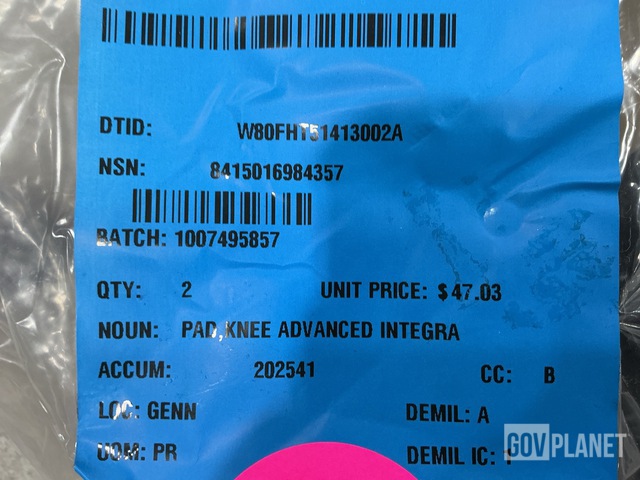 DTID: W80FHT51413002A
NSN: 8415016984357
BATCH: 1007495857
QTY: 2 UNIT PRICE: $47.03
NOUN: PAD,KNEE ADVANCED INTEGRA
ACCUM: 202541 CC: B
LOC: GENN DEMIL: A
UOM: PR DEMIL IC:
GOVPLANET